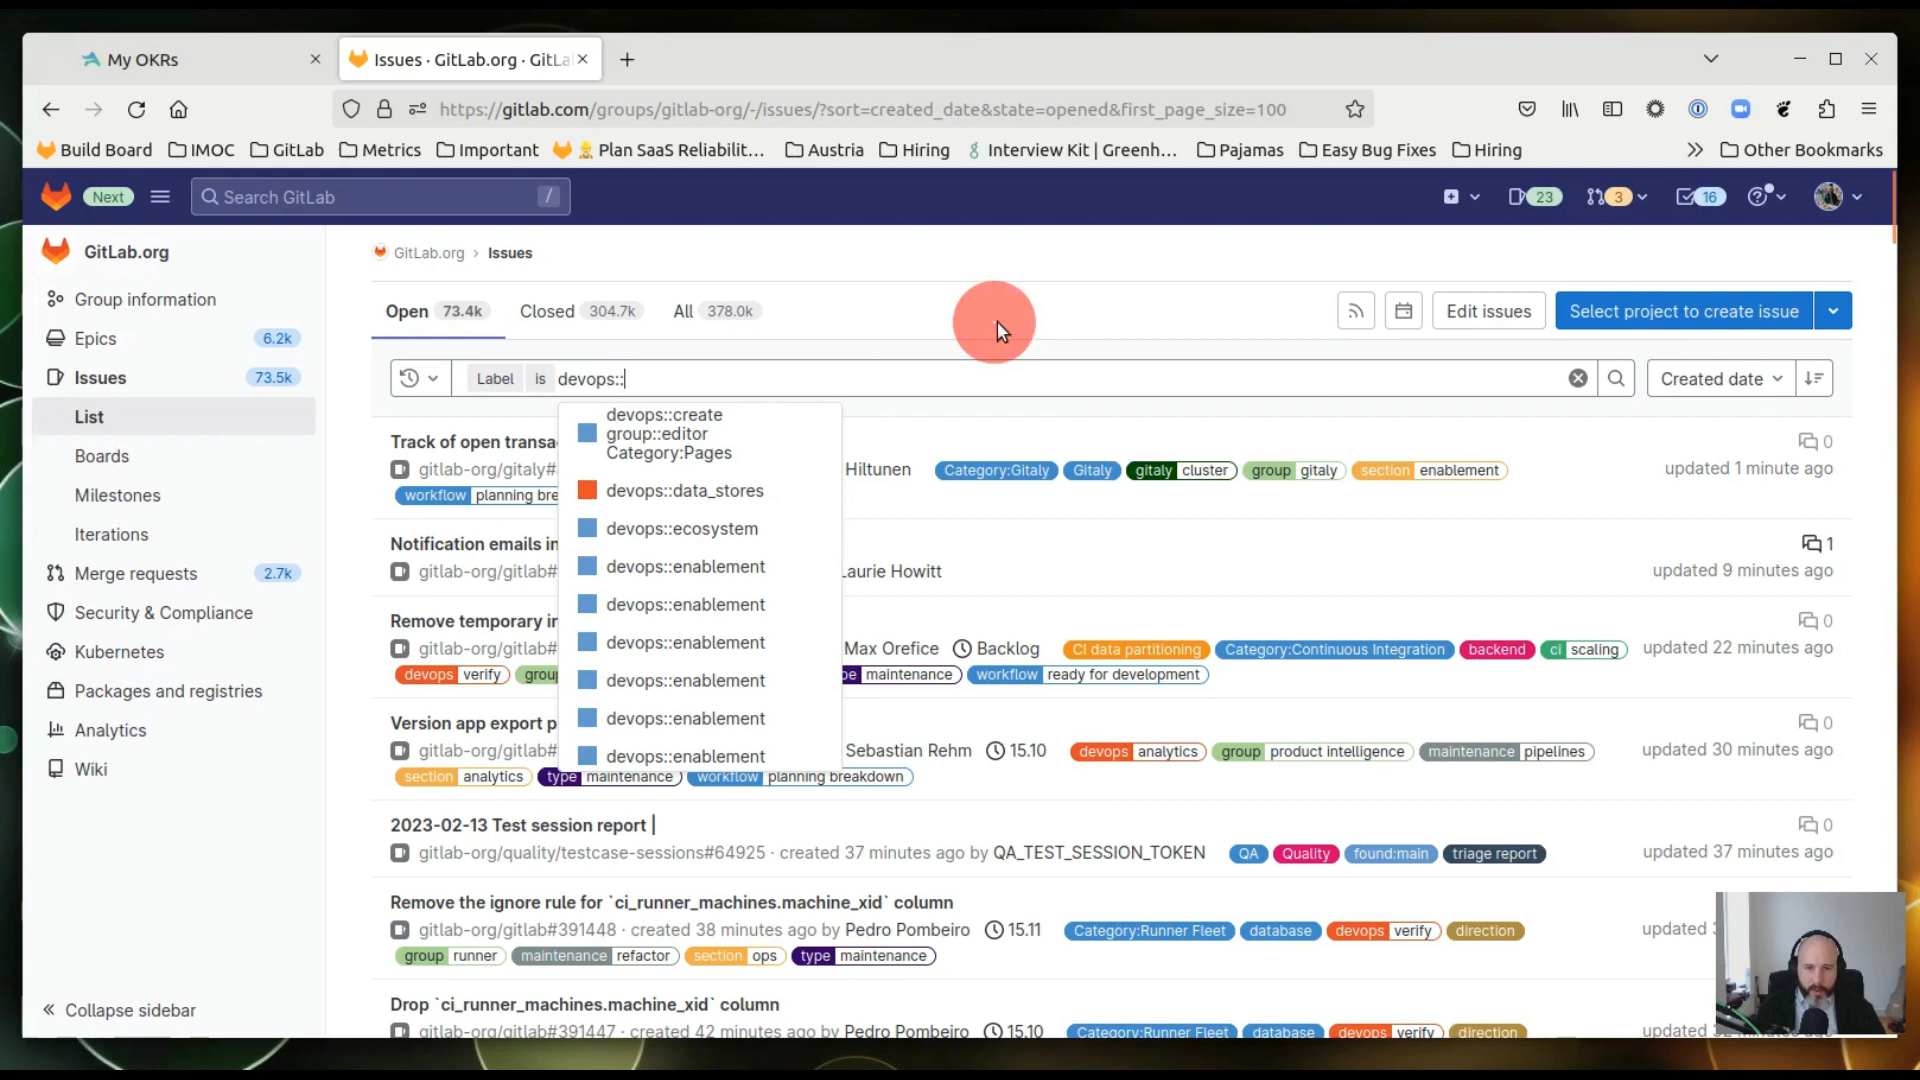 My OKRs
Issues · GitLab.org · GitLa
https://gitlab.com/groups/gitlab-org/-/issues/?sort=created_date&state=opened&first_page_size=100
Build Board IMOC GitLab Metrics Important Plan SaaS Reliabilit... Austria Hiring Interview Kit | Greenh... Pajamas Easy Bug Fixes Hiring Other Bookmarks
Next Search GitLab / 23 3 16
GitLab.org
Group information
Epics 6.2k
Issues 73.5k
List
Boards
Milestones
Iterations
Merge requests 2.7k
Security & Compliance
Kubernetes
Packages and registries
Analytics
Wiki
Collapse sidebar
GitLab.org › Issues
Open 73.4k Closed 304.7k All 378.0k Edit issues Select project to create issue
Label is devops:: Created date
devops::create
group::editor
Category:Pages
devops::data_stores
devops::ecosystem
devops::enablement
devops::enablement
devops::enablement
devops::enablement
devops::enablement
devops::enablement
Track of open transa 0
gitlab-org/gitaly# Hiltunen Category:Gitaly Gitaly gitaly cluster group gitaly section enablement updated 1 minute ago
workflow planning bre
Notification emails in 1
gitlab-org/gitlab# Laurie Howitt updated 9 minutes ago
Remove temporary in 0
gitlab-org/gitlab# Max Orefice Backlog CI data partitioning Category:Continuous Integration backend ci scaling updated 22 minutes ago
devops verify group pe maintenance workflow ready for development
Version app export p 0
gitlab-org/gitlab# Sebastian Rehm 15.10 devops analytics group product intelligence maintenance pipelines updated 30 minutes ago
section analytics type maintenance workflow planning breakdown
2023-02-13 Test session report | 0
gitlab-org/quality/testcase-sessions#64925 · created 37 minutes ago by QA_TEST_SESSION_TOKEN QA Quality found:main triage report updated 37 minutes ago
Remove the ignore rule for `ci_runner_machines.machine_xid` column
gitlab-org/gitlab#391448 · created 38 minutes ago by Pedro Pombeiro 15.11 Category:Runner Fleet database devops verify direction updated
group runner maintenance refactor section ops type maintenance
Drop `ci_runner_machines.machine_xid` column
gitlab-org/gitlab#391447 · created 42 minutes ago by Pedro Pombeiro 15.10 Category:Runner Fleet database devops verify direction updated